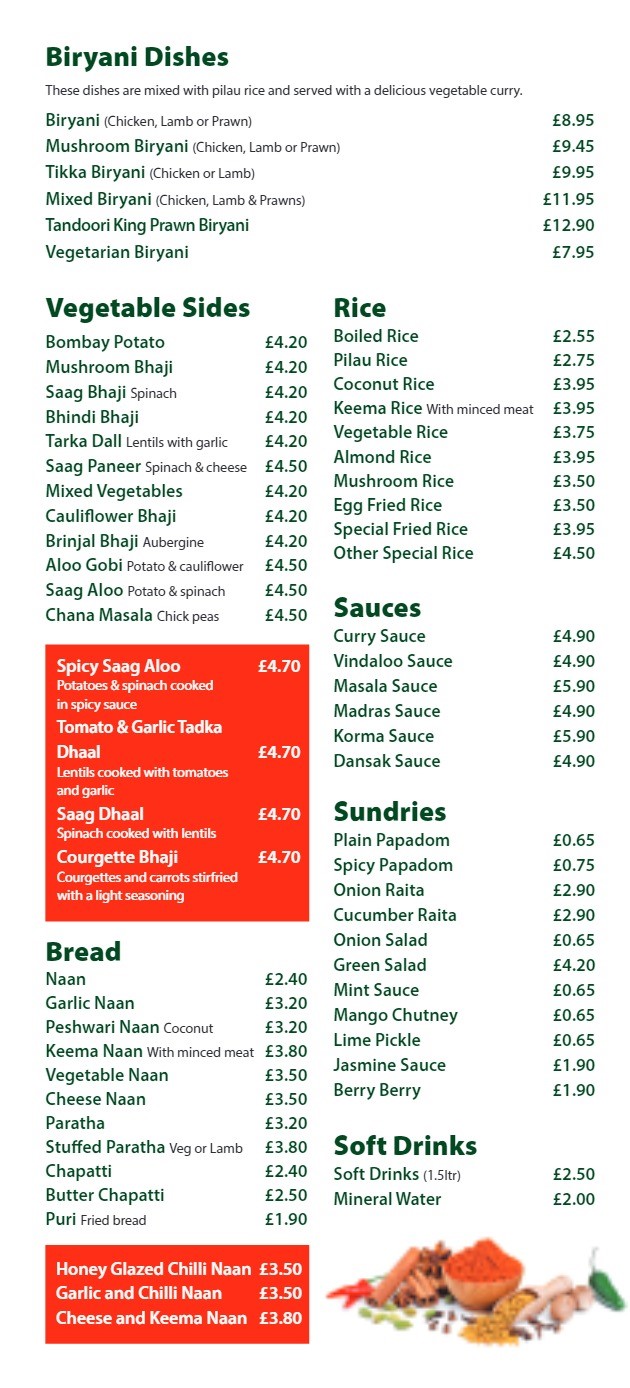 Biryani Dishes
These dishes are mixed with pilau rice and served with a delicious vegetable curry.
Biryani (Chicken, Lamb or Prawn) £8.95
Mushroom Biryani (Chicken, Lamb or Prawn) £9.45
Tikka Biryani (Chicken or Lamb) £9.95
Mixed Biryani (Chicken, Lamb & Prawns) £11.95
Tandoori King Prawn Biryani £12.90
Vegetarian Biryani £7.95
Vegetable Sides
Bombay Potato £4.20
Mushroom Bhaji £4.20
Saag Bhaji Spinach £4.20
Bhindi Bhaji £4.20
Tarka Dall Lentils with garlic £4.20
Saag Paneer Spinach & cheese £4.50
Mixed Vegetables £4.20
Cauliflower Bhaji £4.20
Brinjal Bhaji Aubergine £4.20
Aloo Gobi Potato & cauliflower £4.50
Saag Aloo Potato & spinach £4.50
Chana Masala Chick peas £4.50
Spicy Saag Aloo £4.70
Potatoes & spinach cooked
in spicy sauce
Tomato & Garlic Tadka
Dhaal £4.70
Lentils cooked with tomatoes
and garlic
Saag Dhaal £4.70
Spinach cooked with lentils
Courgette Bhaji £4.70
Courgettes and carrots stirfried
with a light seasoning
Bread
Naan £2.40
Garlic Naan £3.20
Peshwari Naan Coconut £3.20
Keema Naan With minced meat £3.80
Vegetable Naan £3.50
Cheese Naan £3.50
Paratha £3.20
Stuffed Paratha Veg or Lamb £3.80
Chapatti £2.40
Butter Chapatti £2.50
Puri Fried bread £1.90
Honey Glazed Chilli Naan £3.50
Garlic and Chilli Naan £3.50
Cheese and Keema Naan £3.80
Rice
Boiled Rice £2.55
Pilau Rice £2.75
Coconut Rice £3.95
Keema Rice With minced meat £3.95
Vegetable Rice £3.75
Almond Rice £3.95
Mushroom Rice £3.50
Egg Fried Rice £3.50
Special Fried Rice £3.95
Other Special Rice £4.50
Sauces
Curry Sauce £4.90
Vindaloo Sauce £4.90
Masala Sauce £5.90
Madras Sauce £4.90
Korma Sauce £5.90
Dansak Sauce £4.90
Sundries
Plain Papadom £0.65
Spicy Papadom £0.75
Onion Raita £2.90
Cucumber Raita £2.90
Onion Salad £0.65
Green Salad £4.20
Mint Sauce £0.65
Mango Chutney £0.65
Lime Pickle £0.65
Jasmine Sauce £1.90
Berry Berry £1.90
Soft Drinks
Soft Drinks (1.5ltr) £2.50
Mineral Water £2.00